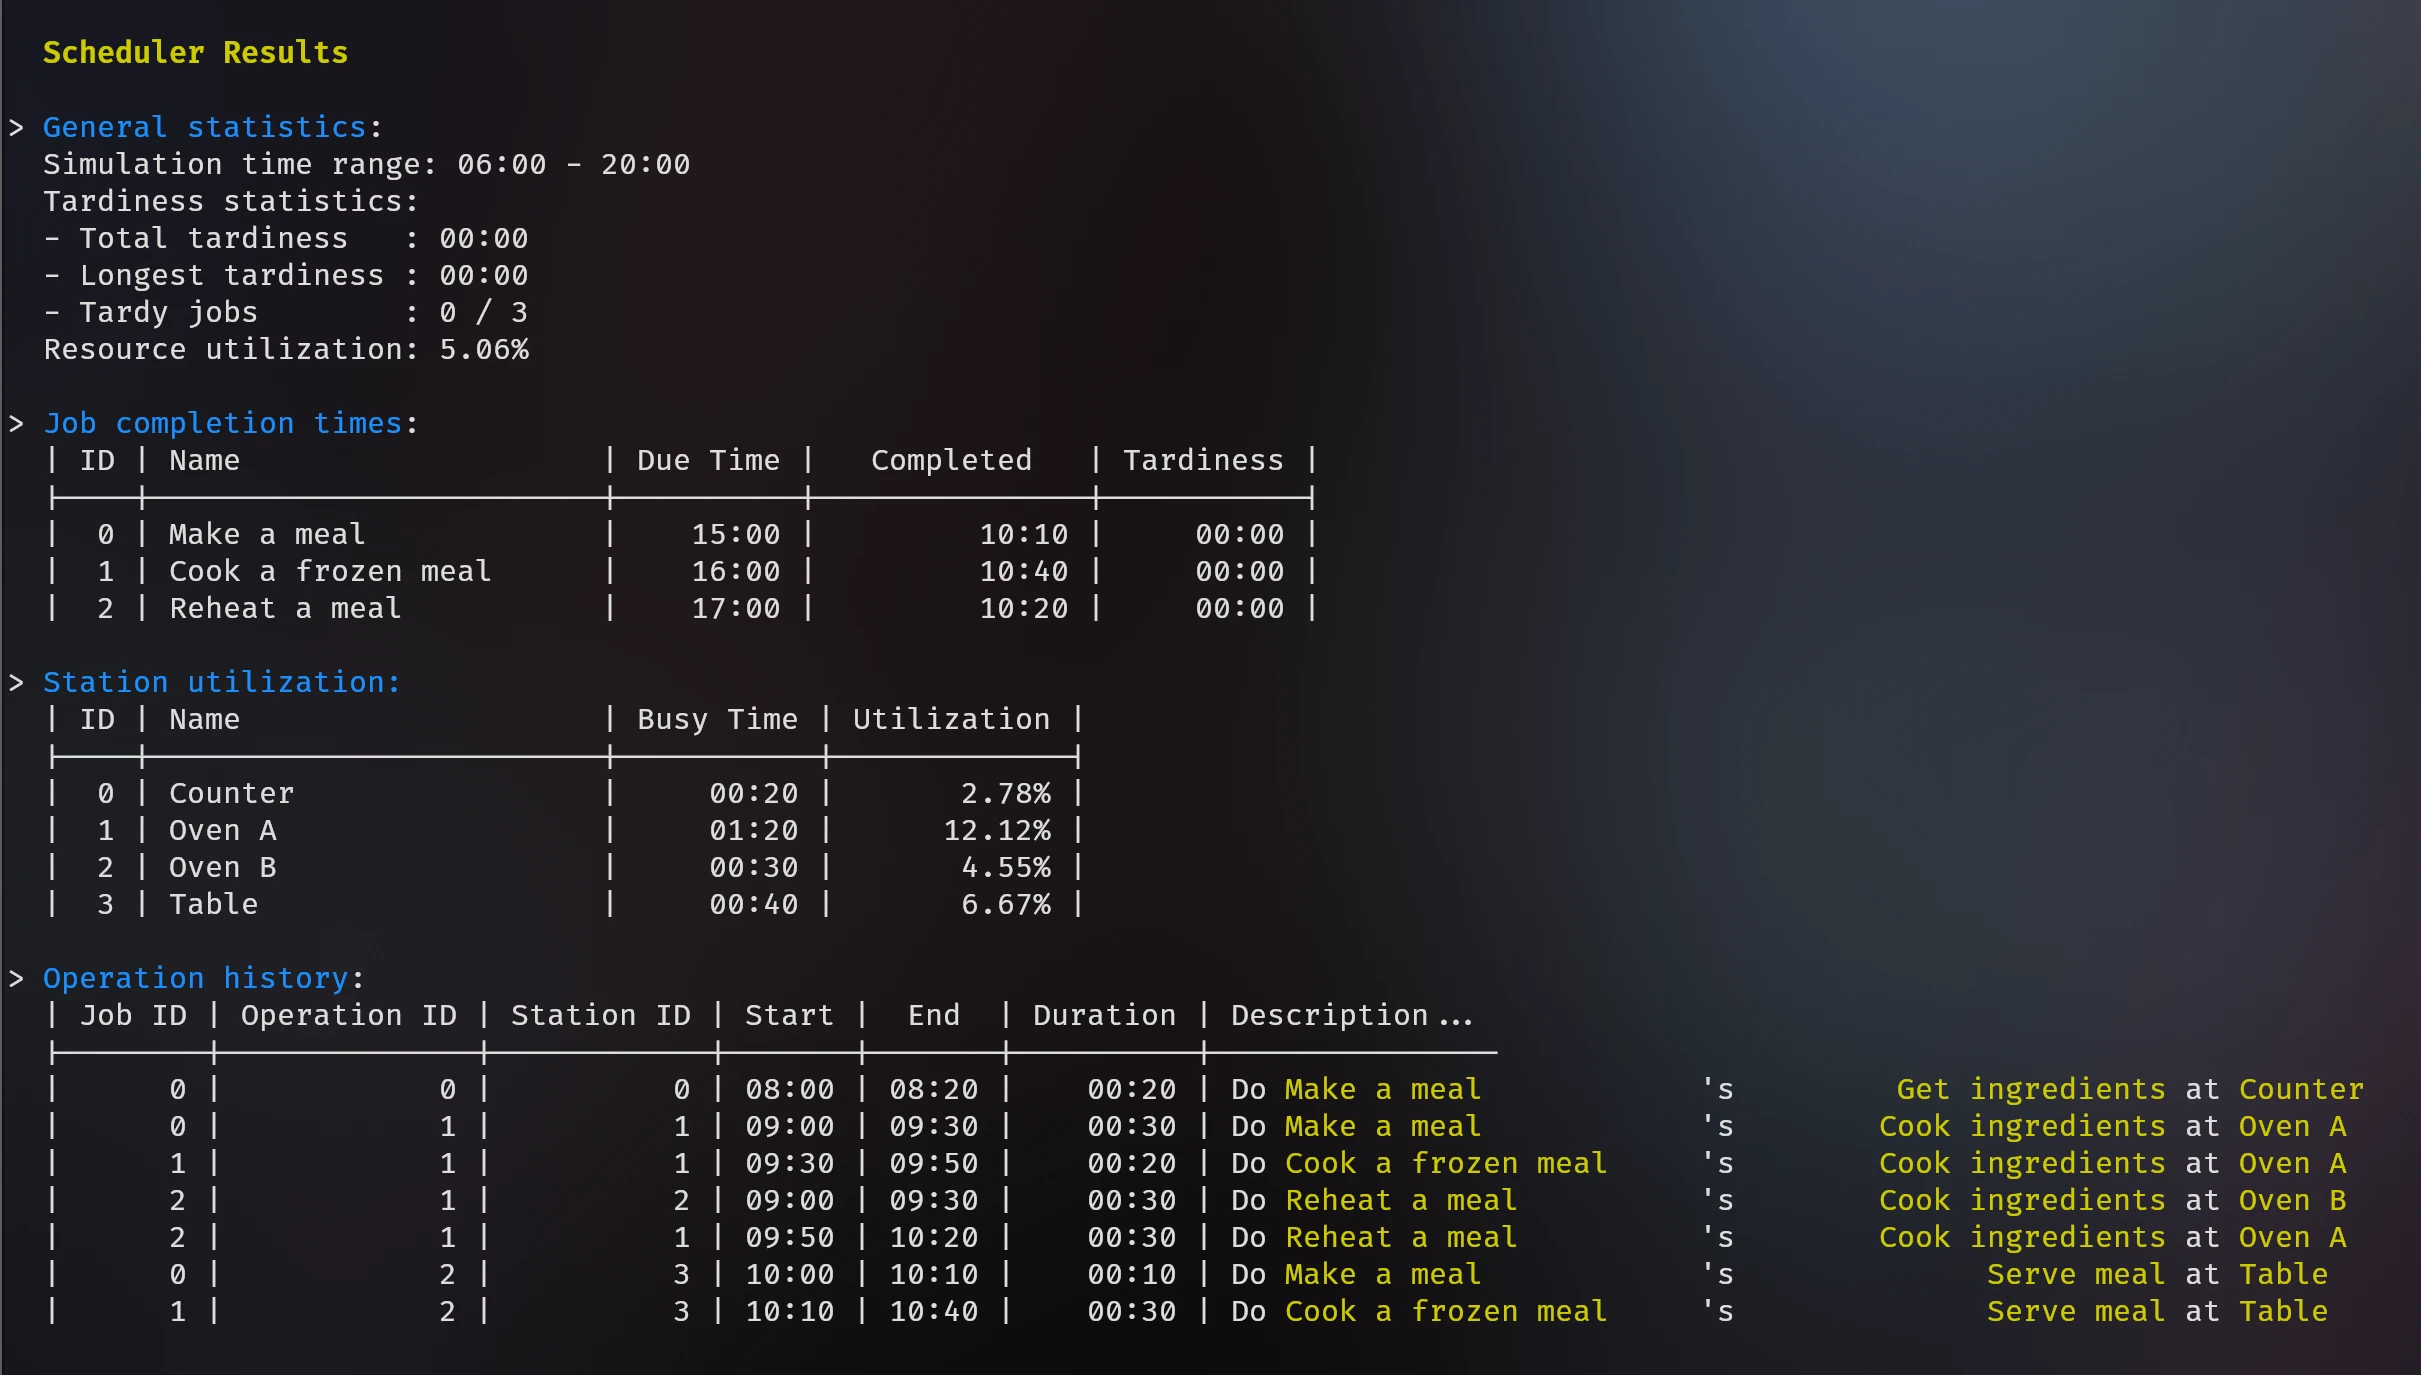 Scheduler Results
> General statistics:
Simulation time range: 06:00 - 20:00
Tardiness statistics:
- Total tardiness   : 00:00
- Longest tardiness : 00:00
- Tardy jobs        : 0 / 3
Resource utilization: 5.06%
> Job completion times:
| ID | Name | Due Time | Completed | Tardiness |
| 0 | Make a meal | 15:00 | 10:10 | 00:00 |
| 1 | Cook a frozen meal | 16:00 | 10:40 | 00:00 |
| 2 | Reheat a meal | 17:00 | 10:20 | 00:00 |
> Station utilization:
| ID | Name | Busy Time | Utilization |
| 0 | Counter | 00:20 | 2.78% |
| 1 | Oven A | 01:20 | 12.12% |
| 2 | Oven B | 00:30 | 4.55% |
| 3 | Table | 00:40 | 6.67% |
> Operation history:
| Job ID | Operation ID | Station ID | Start | End | Duration | Description...
| 0 | 0 | 0 | 08:00 | 08:20 | 00:20 | Do Make a meal 's Get ingredients at Counter
| 0 | 1 | 1 | 09:00 | 09:30 | 00:30 | Do Make a meal 's Cook ingredients at Oven A
| 1 | 1 | 1 | 09:30 | 09:50 | 00:20 | Do Cook a frozen meal 's Cook ingredients at Oven A
| 2 | 1 | 2 | 09:00 | 09:30 | 00:30 | Do Reheat a meal 's Cook ingredients at Oven B
| 2 | 1 | 1 | 09:50 | 10:20 | 00:30 | Do Reheat a meal 's Cook ingredients at Oven A
| 0 | 2 | 3 | 10:00 | 10:10 | 00:10 | Do Make a meal 's Serve meal at Table
| 1 | 2 | 3 | 10:10 | 10:40 | 00:30 | Do Cook a frozen meal 's Serve meal at Table